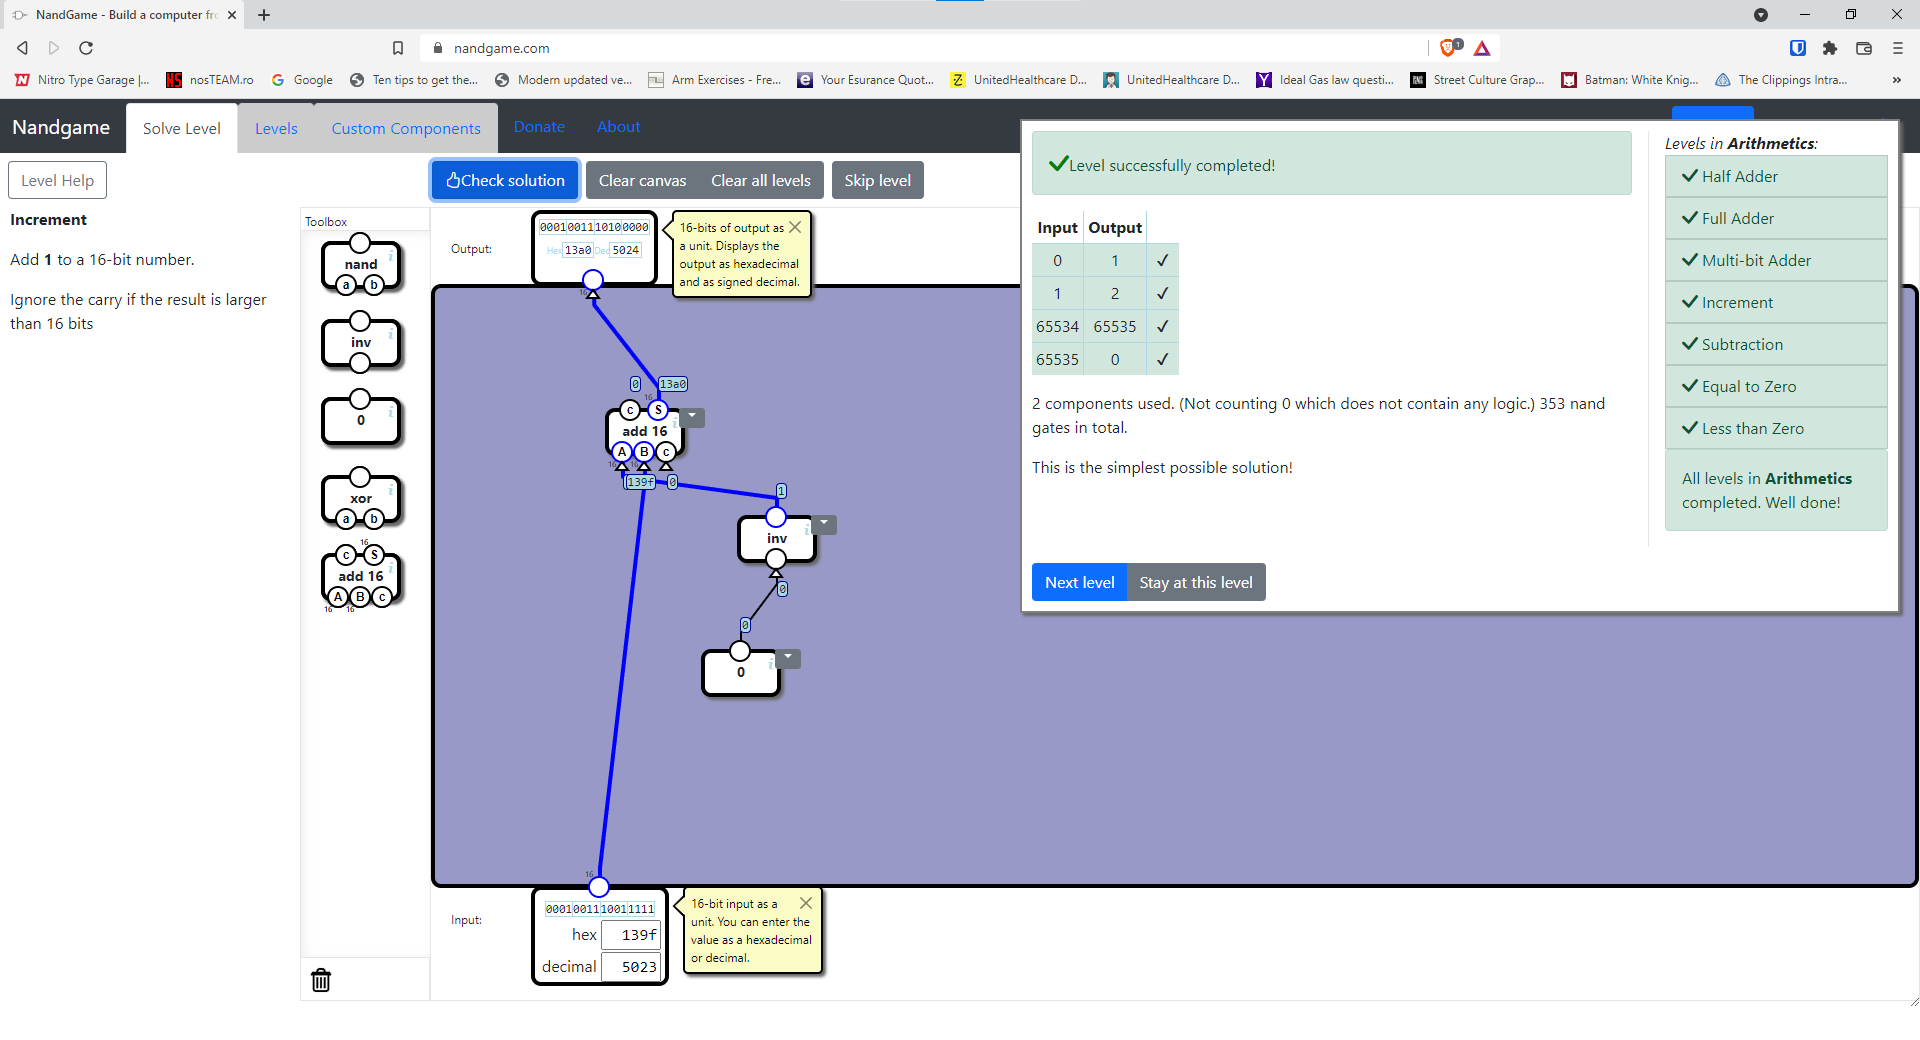 NandGame - Build a computer fro
nandgame.com
1
Nitro Type Garage |...
nosTEAM.ro
Google
Ten tips to get the...
Modern updated ve...
Arm Exercises - Fre...
Your Esurance Quot...
UnitedHealthcare D...
UnitedHealthcare D...
Ideal Gas law questi...
Street Culture Grap...
Batman: White Knig...
The Clippings Intra...
»
Nandgame
Solve Level
Levels
Custom Components
Donate
About
Level Help
Check solution
Clear canvas
Clear all levels
Skip level
Increment
Add 1 to a 16-bit number.
Ignore the carry if the result is larger
than 16 bits
Toolbox
nand
a b
inv
0
xor
a b
16
c S
add 16
A B c
16 16
Output:
0001001110100000
Hex 13a0 Dec 5024
16
16-bits of output as
a unit. Displays the
output as hexadecimal
and as signed decimal.
0 13a0
16
c S
add 16
A B c
16 16
139f 0
1
inv
0
0
0
16
Input:
0001001110011111
hex 139f
decimal 5023
16-bit input as a
unit. You can enter the
value as a hexadecimal
or decimal.
Level successfully completed!
Input Output
0 1 ✓
1 2 ✓
65534 65535 ✓
65535 0 ✓
2 components used. (Not counting 0 which does not contain any logic.) 353 nand
gates in total.
This is the simplest possible solution!
Next level
Stay at this level
Levels in Arithmetics:
Half Adder
Full Adder
Multi-bit Adder
Increment
Subtraction
Equal to Zero
Less than Zero
All levels in Arithmetics
completed. Well done!